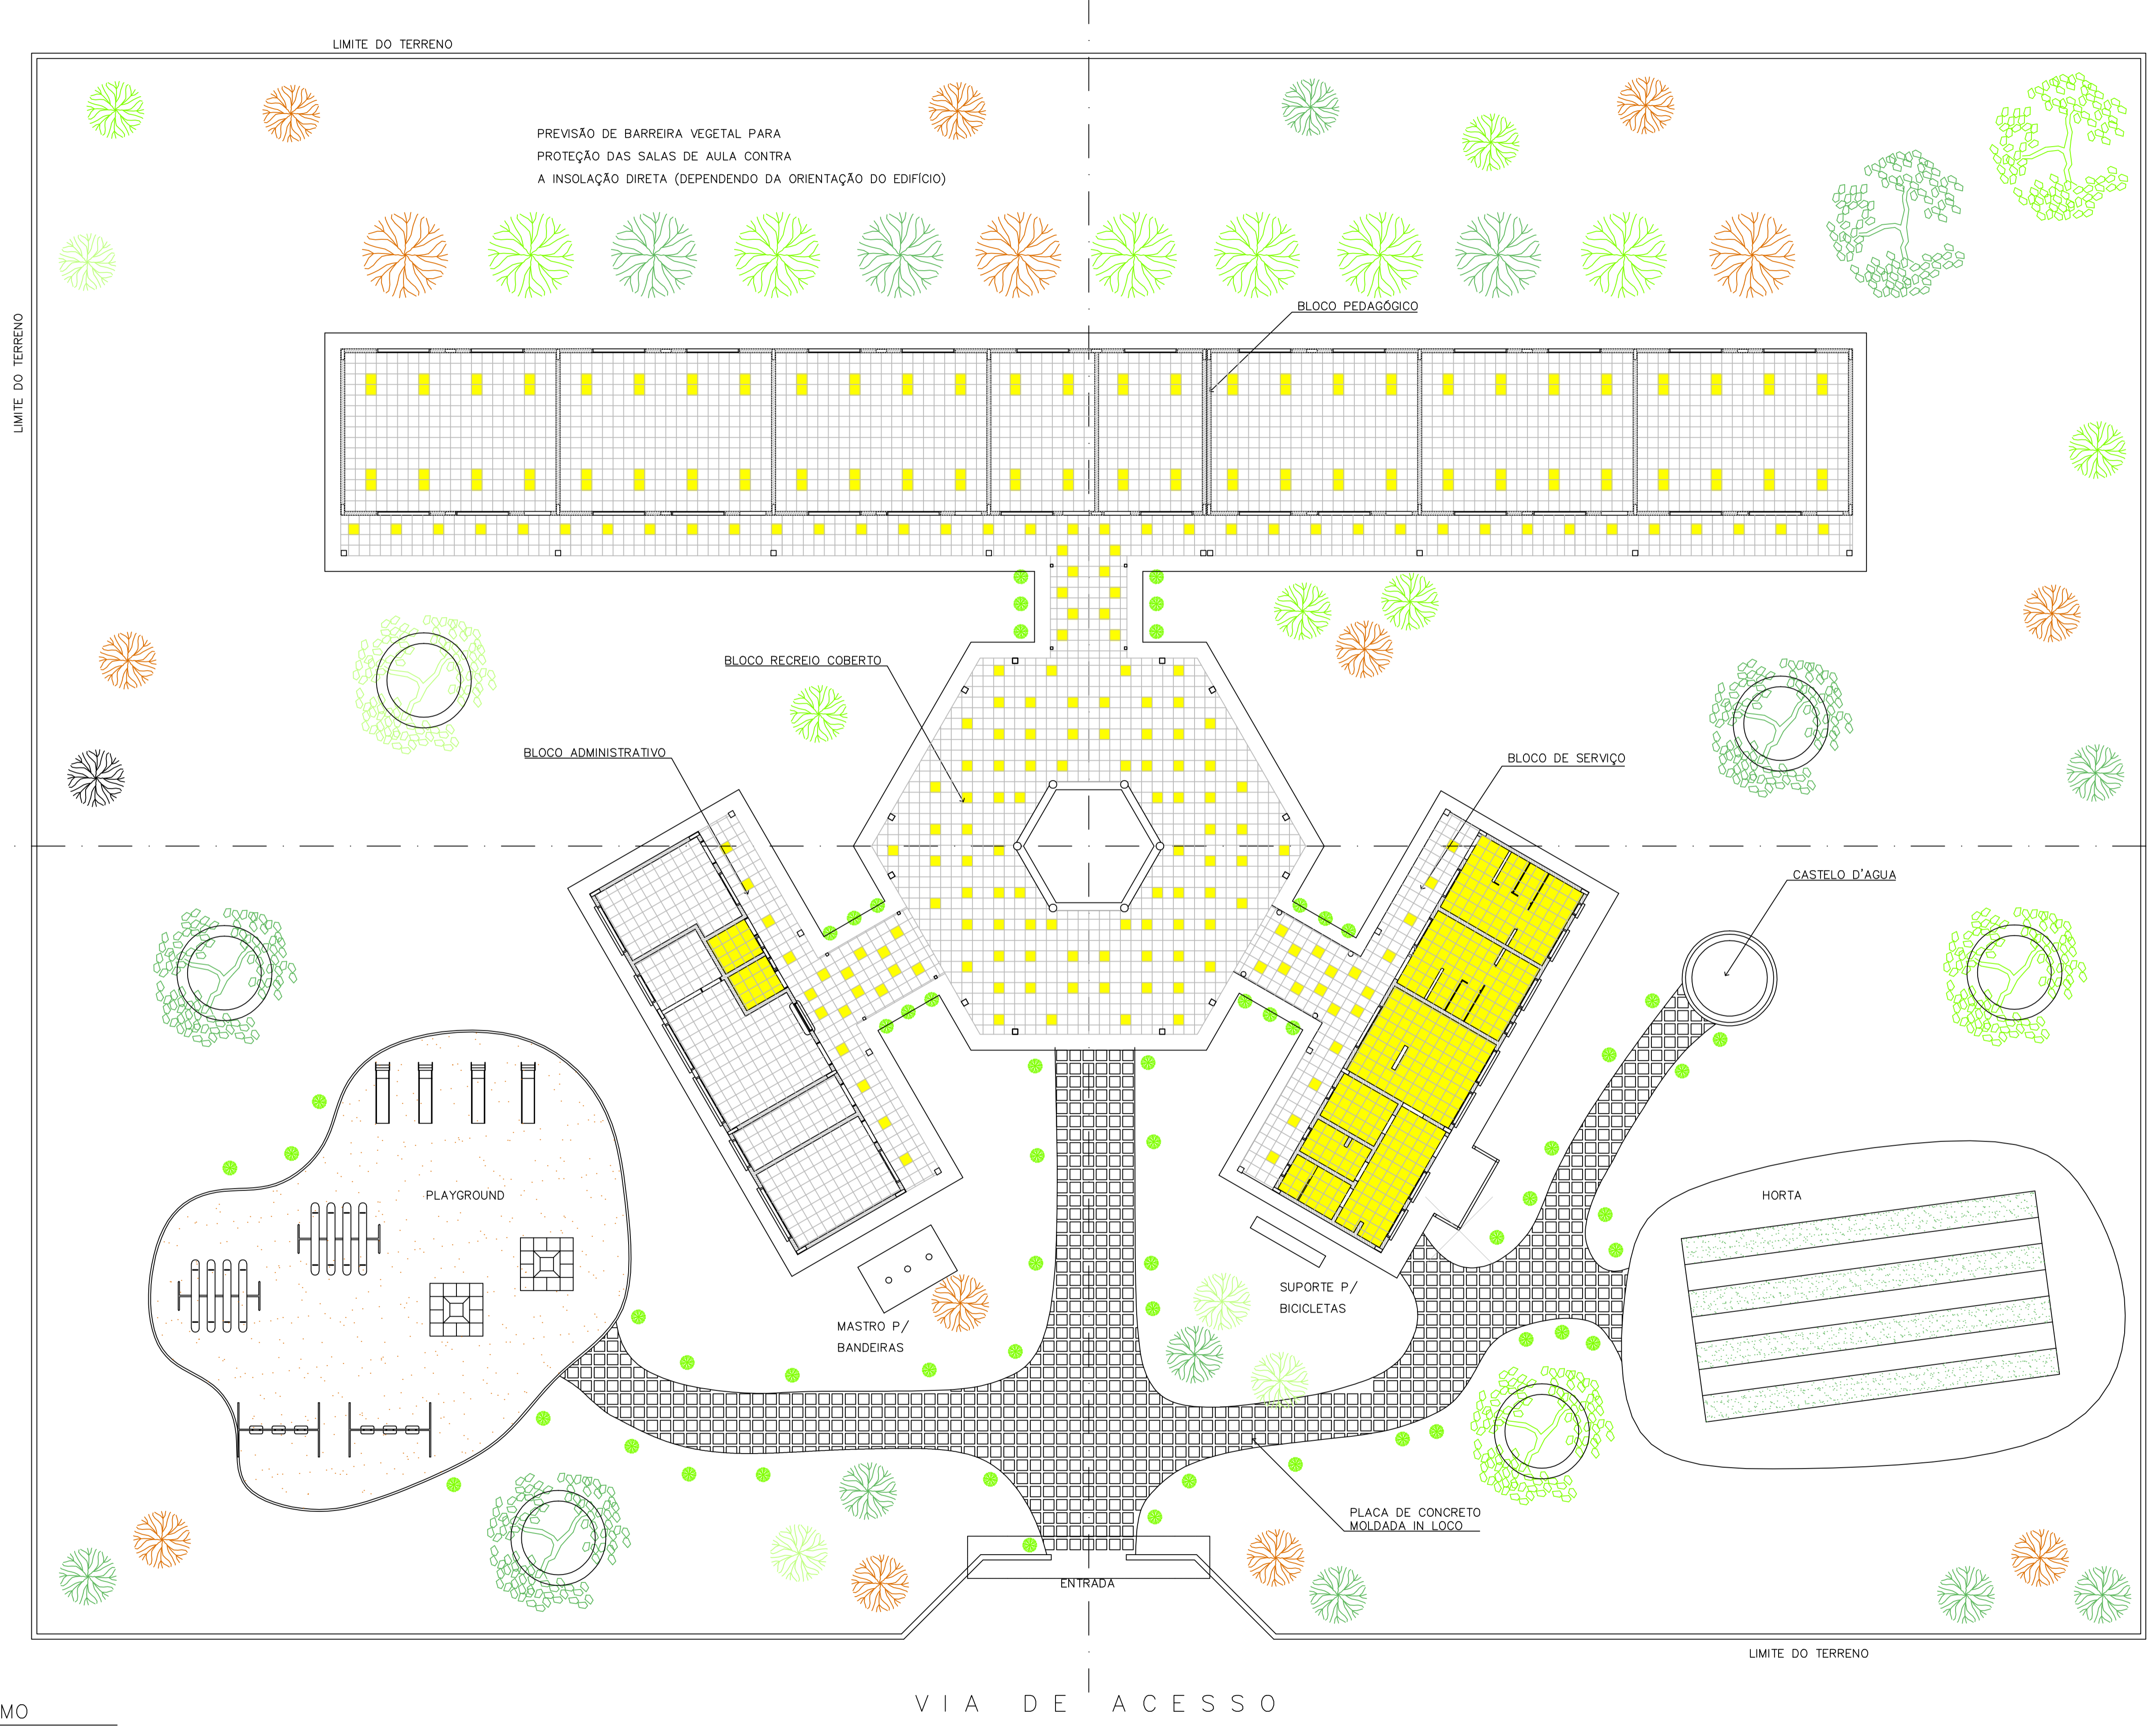 LIMITE DO TERRENO
PREVISÃO DE BARREIRA VEGETAL PARA
PROTEÇÃO DAS SALAS DE AULA CONTRA
A INSOLAÇÃO DIRETA (DEPENDENDO DA ORIENTAÇÃO DO EDIFÍCIO)
LIMITE DO TERRENO
BLOCO PEDAGÓGICO
BLOCO RECREIO COBERTO
BLOCO ADMINISTRATIVO
BLOCO DE SERVIÇO
CASTELO D'AGUA
PLAYGROUND
HORTA
SUPORTE P/
BICICLETAS
MASTRO P/
BANDEIRAS
PLACA DE CONCRETO
MOLDADA IN LOCO
ENTRADA
LIMITE DO TERRENO
VIA DE ACESSO
MO